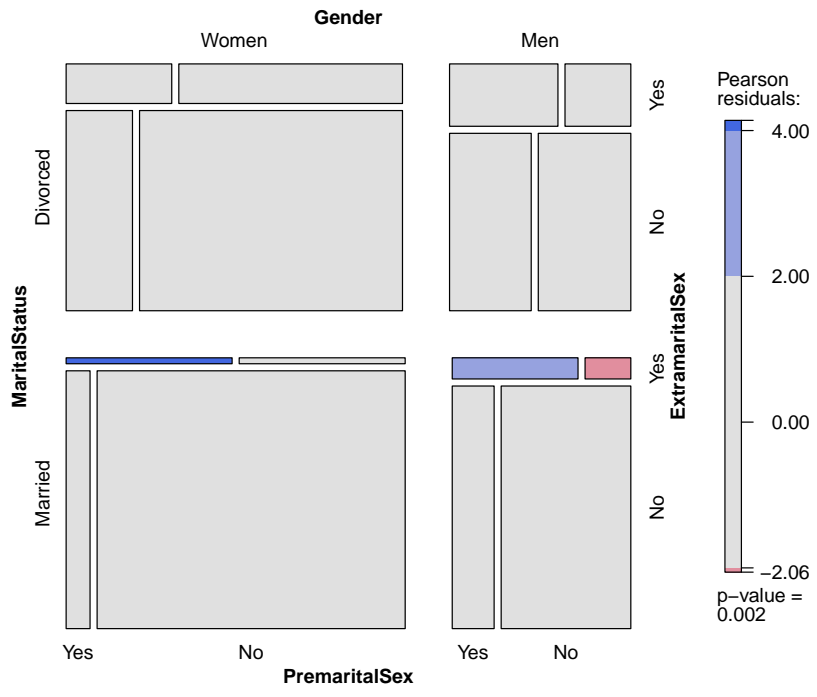 Gender
Women
Men
MaritalStatus
Divorced
Married
Yes
No
Yes
No
ExtramaritalSex
Yes
No
Yes
No
PremaritalSex
Pearson
residuals:
4.00
2.00
0.00
−2.06
p−value =
0.002